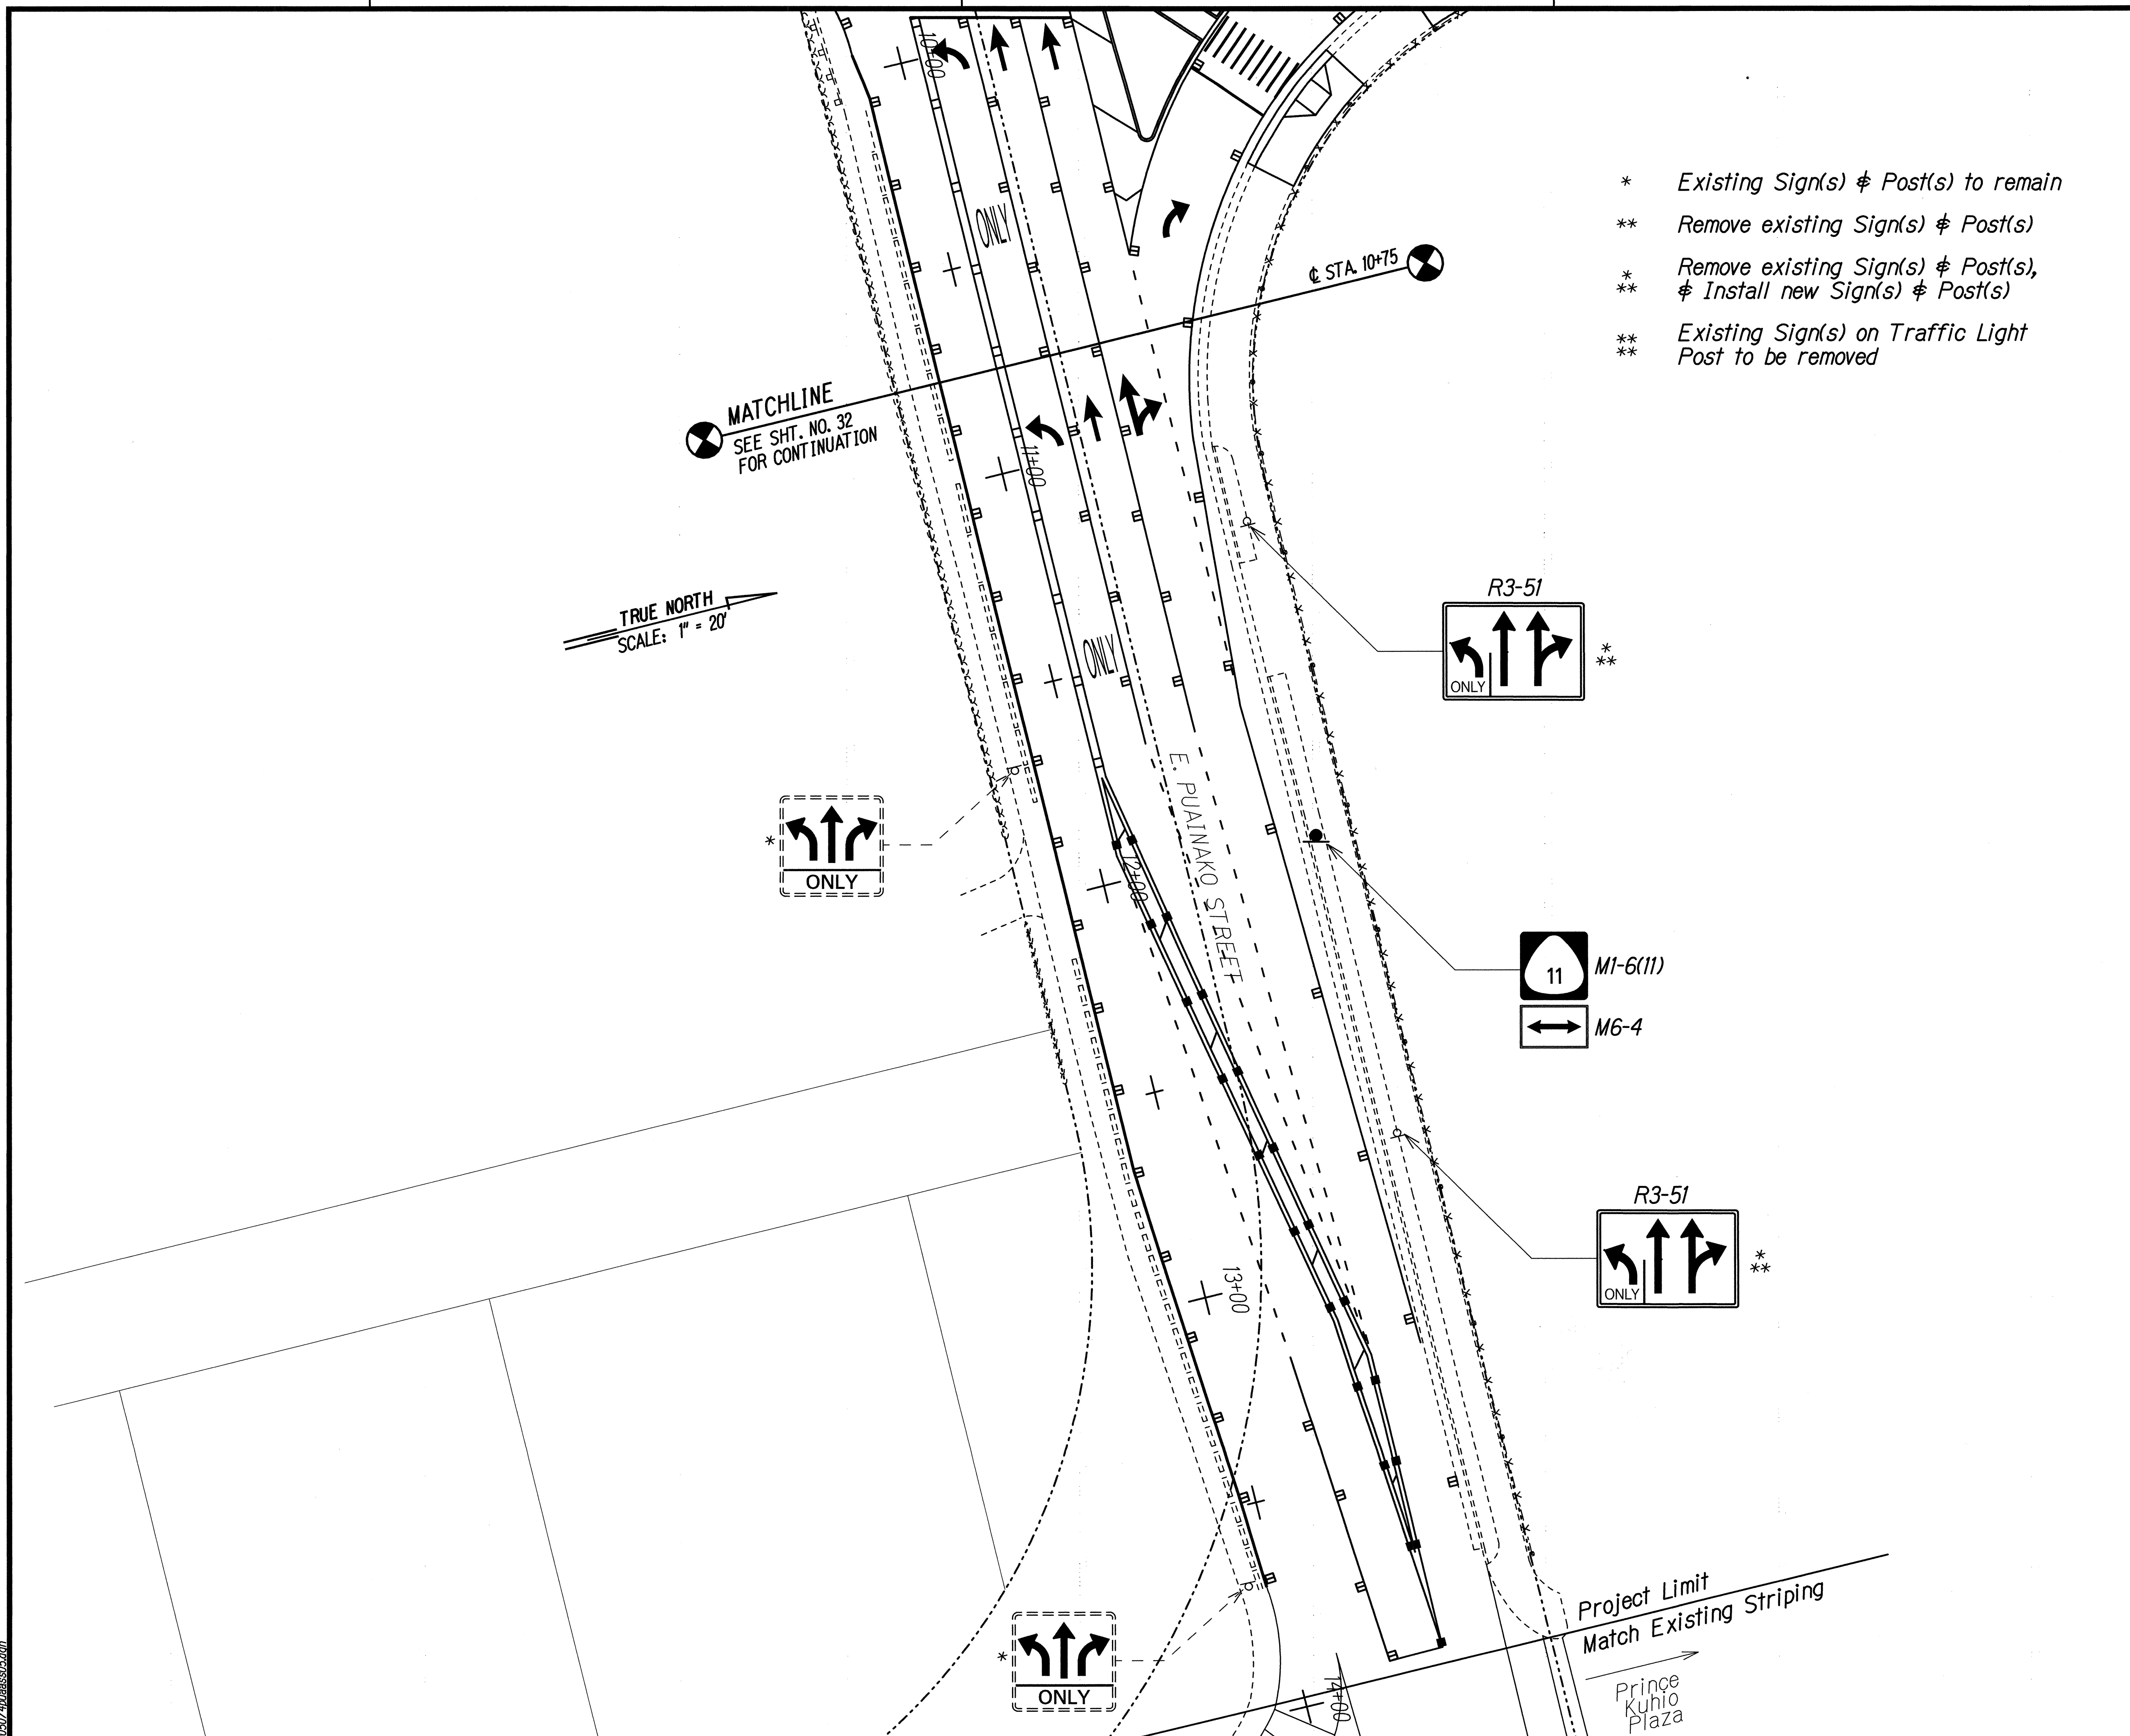 10+00
* Existing Sign(s) & Post(s) to remain
** Remove existing Sign(s) & Post(s)
* Remove existing Sign(s) & Post(s),
** & Install new Sign(s) & Post(s)
** Existing Sign(s) on Traffic Light
** Post to be removed
ONLY
℄ STA. 10+75
MATCHLINE
SEE SHT. NO. 32
FOR CONTINUATION
11+00
TRUE NORTH
SCALE: 1" = 20'
ONLY
R3-51
ONLY
*
**
E. PUAINAKO STREET
*
ONLY
12+00
11
M1-6(11)
M6-4
R3-51
ONLY
*
**
13+00
*
ONLY
Project Limit
Match Existing Striping
Prince
Kuhio
Plaza
14+00